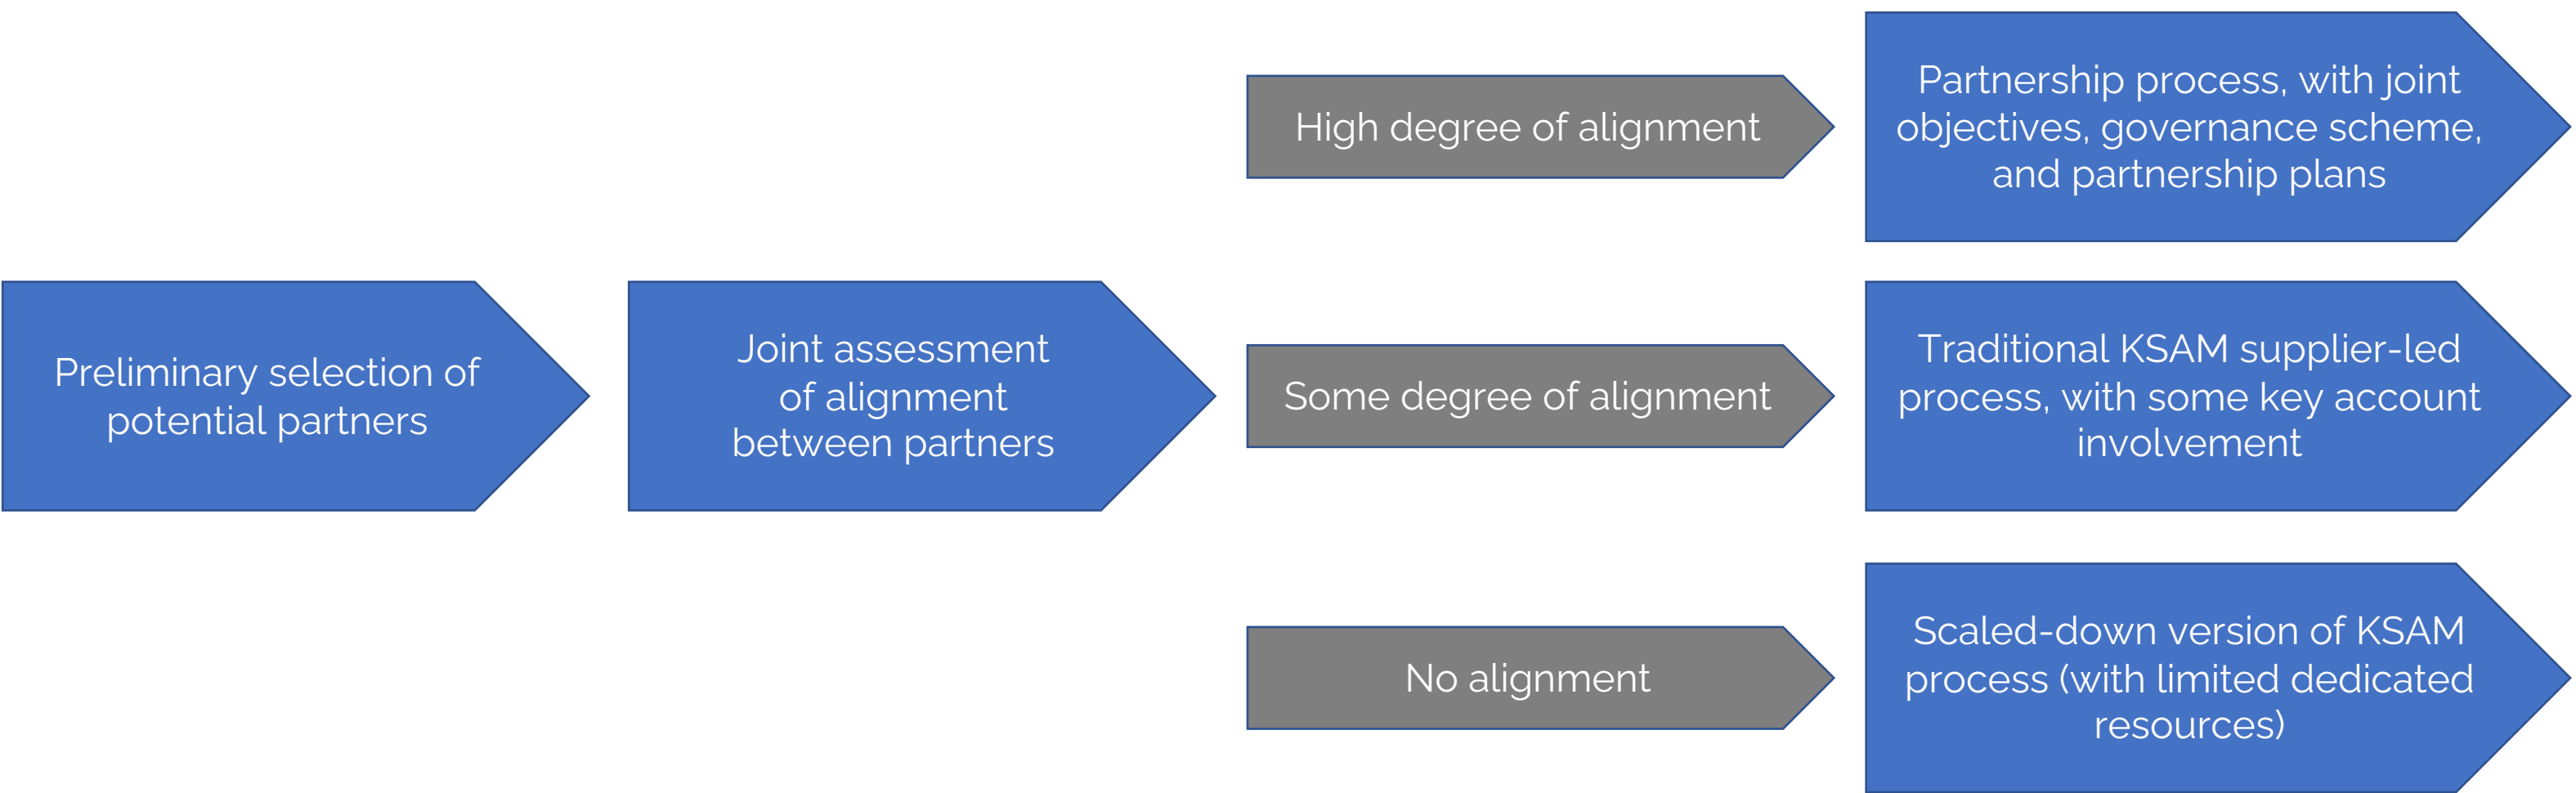 Preliminary selection of
potential partners
Joint assessment
of alignment
between partners
High degree of alignment
Partnership process, with joint
objectives, governance scheme,
and partnership plans
Some degree of alignment
Traditional KSAM supplier-led
process, with some key account
involvement
No alignment
Scaled-down version of KSAM
process (with limited dedicated
resources)